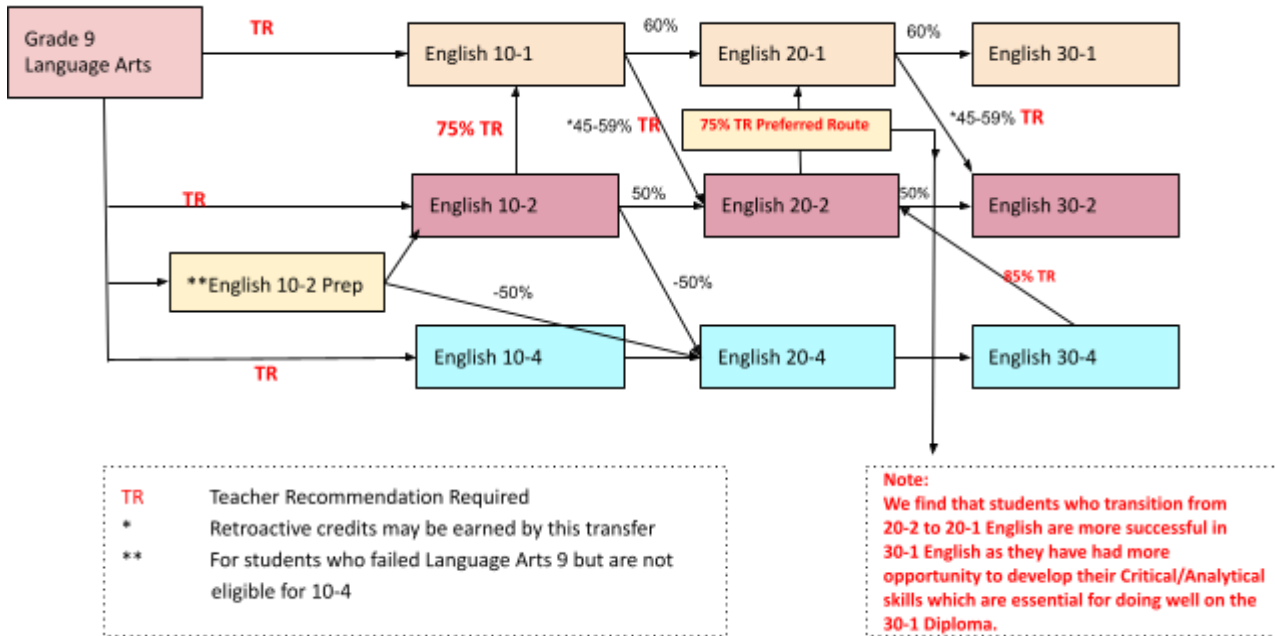 Grade 9
Language Arts
TR
English 10-1
60%
English 20-1
60%
English 30-1
75% TR
*45-59% TR
75% TR Preferred Route
*45-59% TR
TR
English 10-2
50%
English 20-2
50%
English 30-2
**English 10-2 Prep
-50%
-50%
85% TR
TR
English 10-4
English 20-4
English 30-4
TR Teacher Recommendation Required
* Retroactive credits may be earned by this transfer
** For students who failed Language Arts 9 but are not
eligible for 10-4
Note:
We find that students who transition from
20-2 to 20-1 English are more successful in
30-1 English as they have had more
opportunity to develop their Critical/Analytical
skills which are essential for doing well on the
30-1 Diploma.